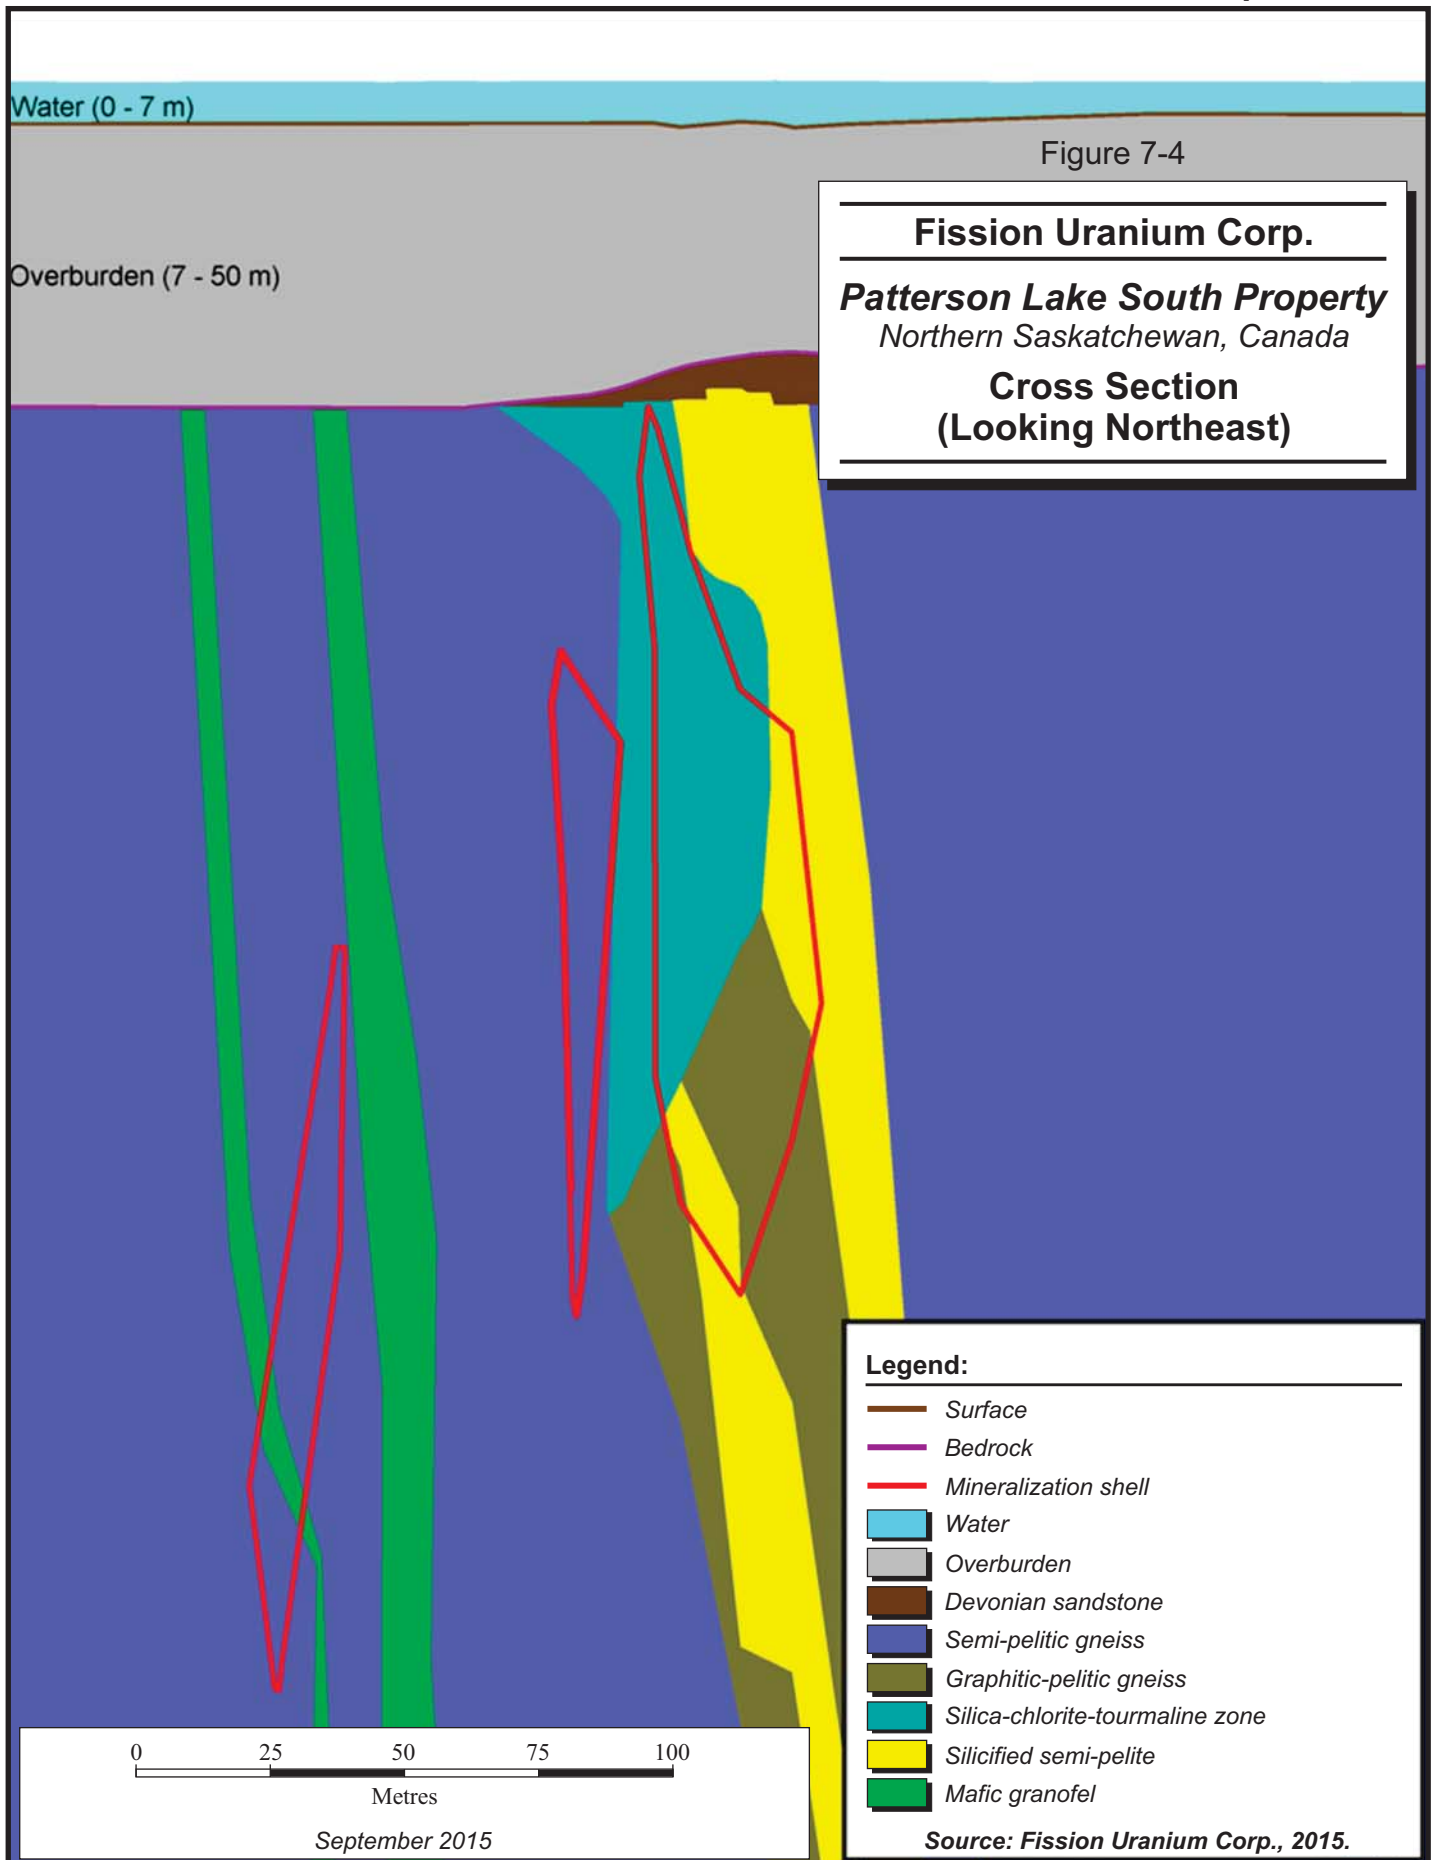 Water (0 - 7 m)
Figure 7-4
Fission Uranium Corp.
Overburden (7 - 50 m)
Patterson Lake South Property
Northern Saskatchewan, Canada
Cross Section
(Looking Northeast)
Legend:
Surface
Bedrock
Mineralization shell
Water
Overburden
Devonian sandstone
Semi-pelitic gneiss
Graphitic-pelitic gneiss
Silica-chlorite-tourmaline zone
Silicified semi-pelite
Mafic granofel
0 25 50 75 100
Metres
September 2015
Source: Fission Uranium Corp., 2015.